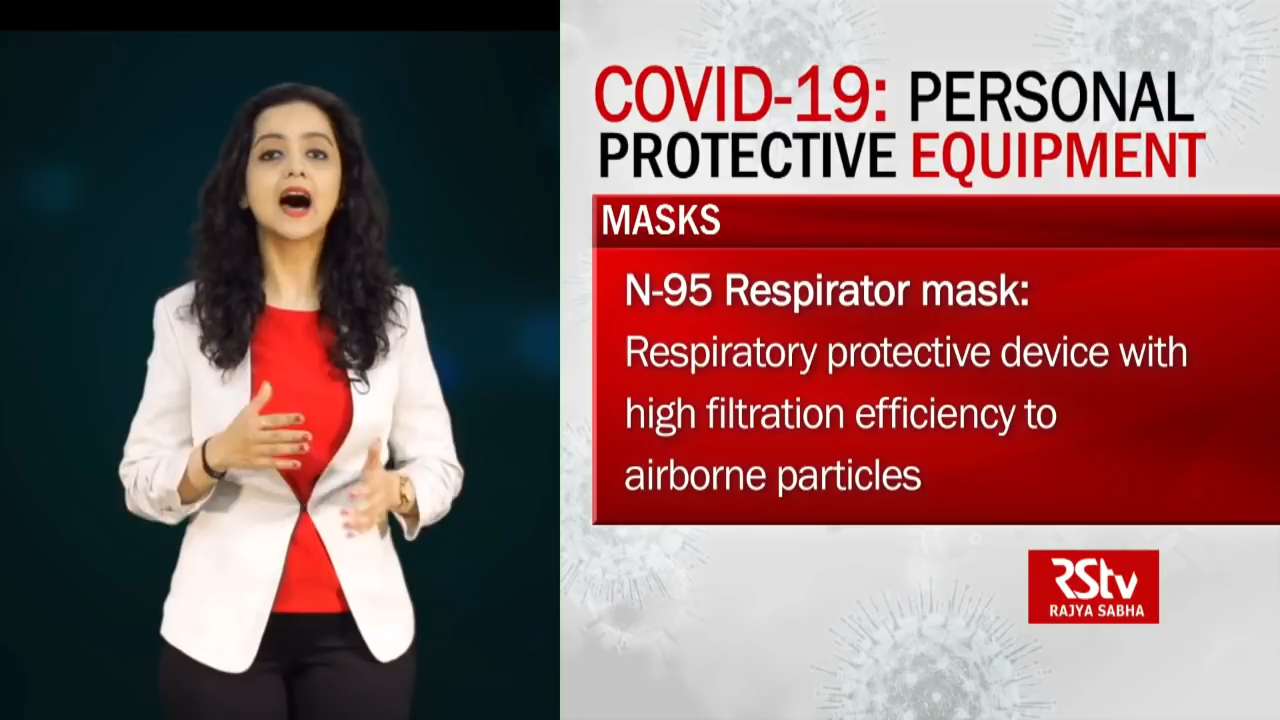 COVID-19: PERSONAL
PROTECTIVE EQUIPMENT
MASKS
N-95 Respirator mask:
Respiratory protective device with
high filtration efficiency to
airborne particles
RStv
RAJYA SABHA